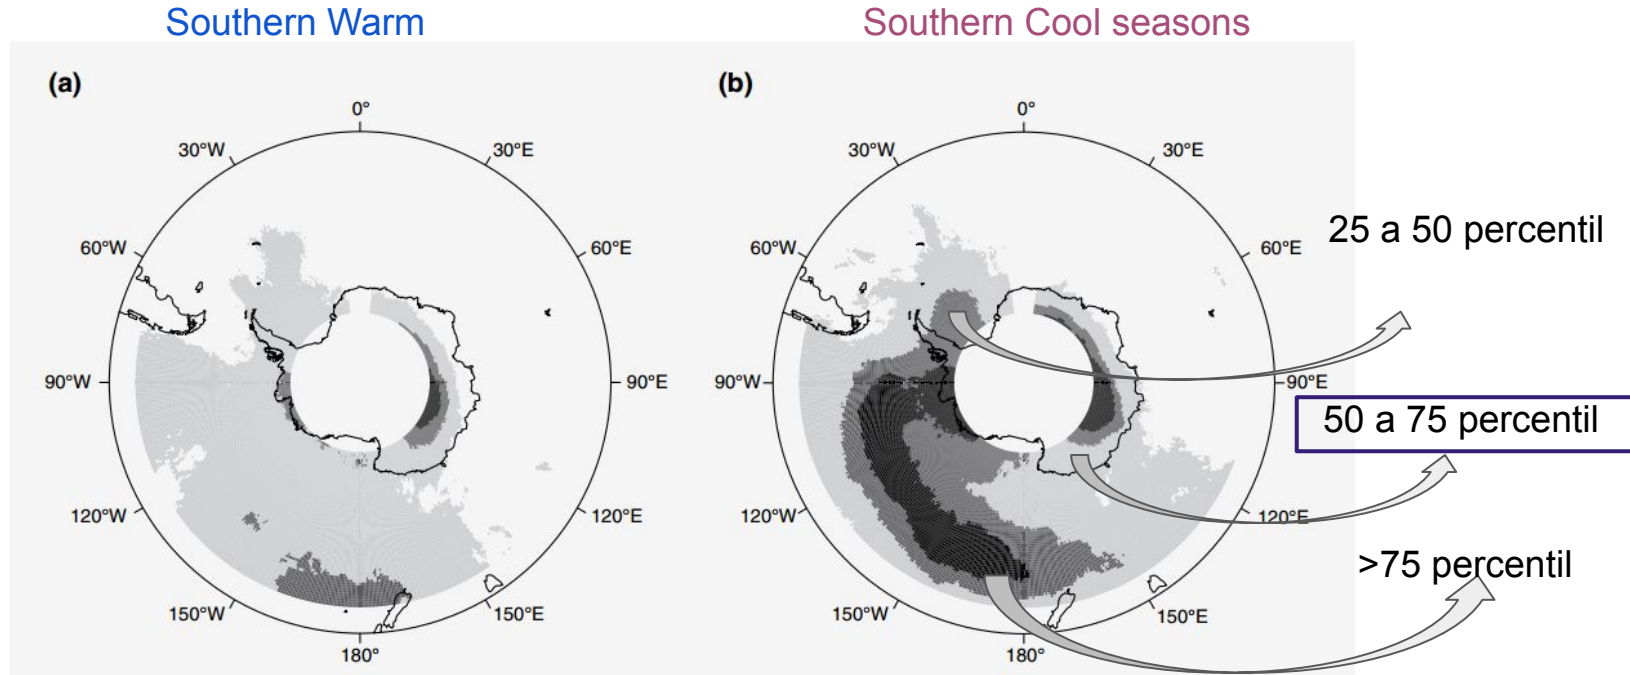 Southern Warm
Southern Cool seasons
(a)
(b)
0°
30°W
30°E
60°W
60°E
90°W
90°E
120°W
120°E
150°W
150°E
180°
0°
30°W
30°E
60°W
60°E
90°W
90°E
120°W
120°E
150°W
150°E
180°
25 a 50 percentil
50 a 75 percentil
>75 percentil